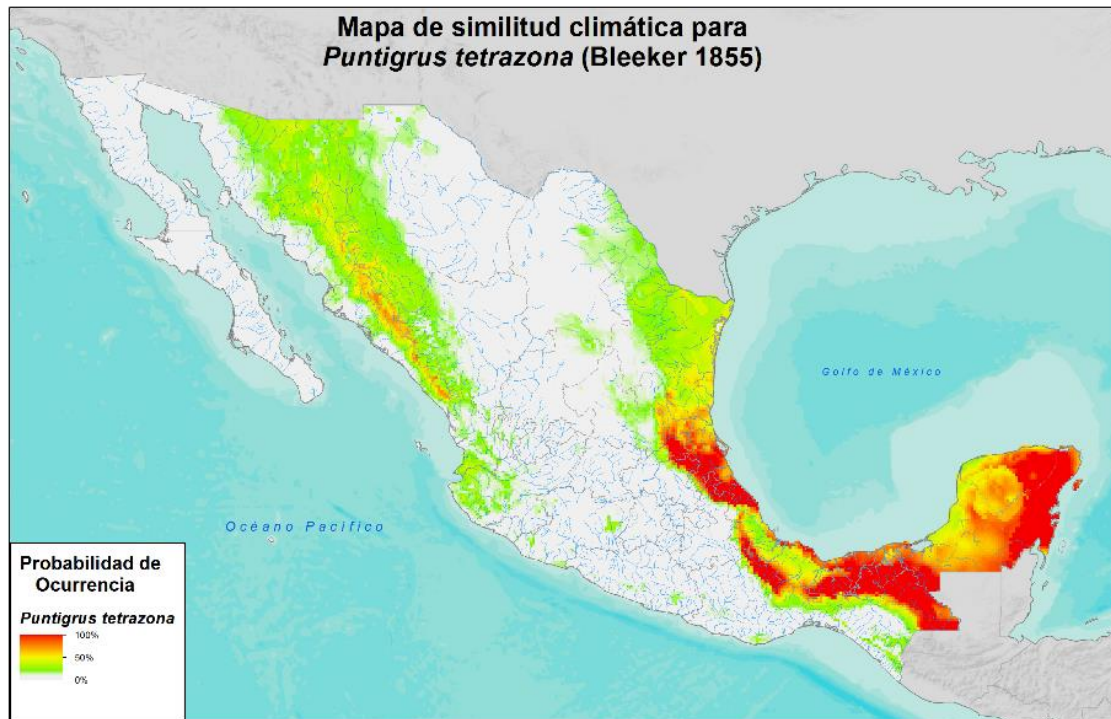 Mapa de similitud climática para
Puntigrus tetrazona (Bleeker 1855)
Golfo de México
Océano Pacífico
Probabilidad de
Ocurrencia
Puntigrus tetrazona
100%
50%
0%